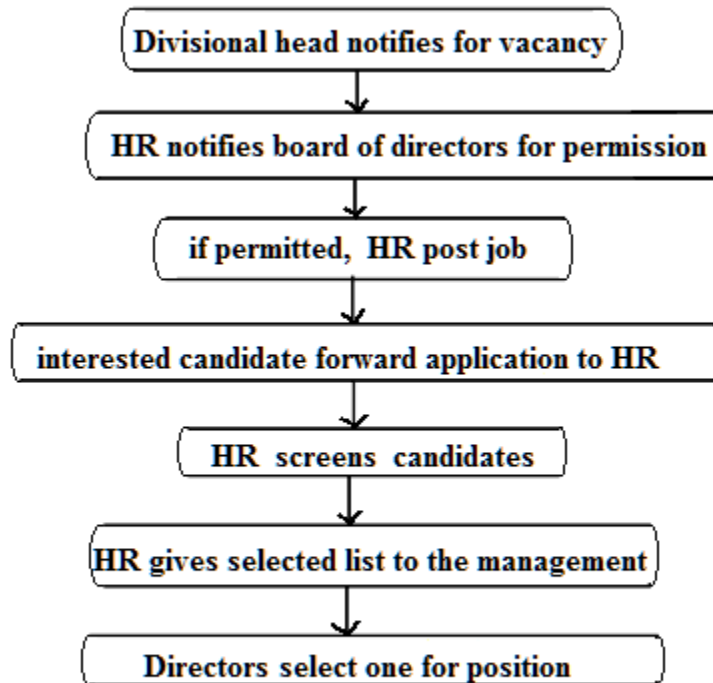 Divisional head notifies for vacancy
HR notifies board of directors for permission
if permitted, HR post job
interested candidate forward application to HR
HR screens candidates
HR gives selected list to the management
Directors select one for position